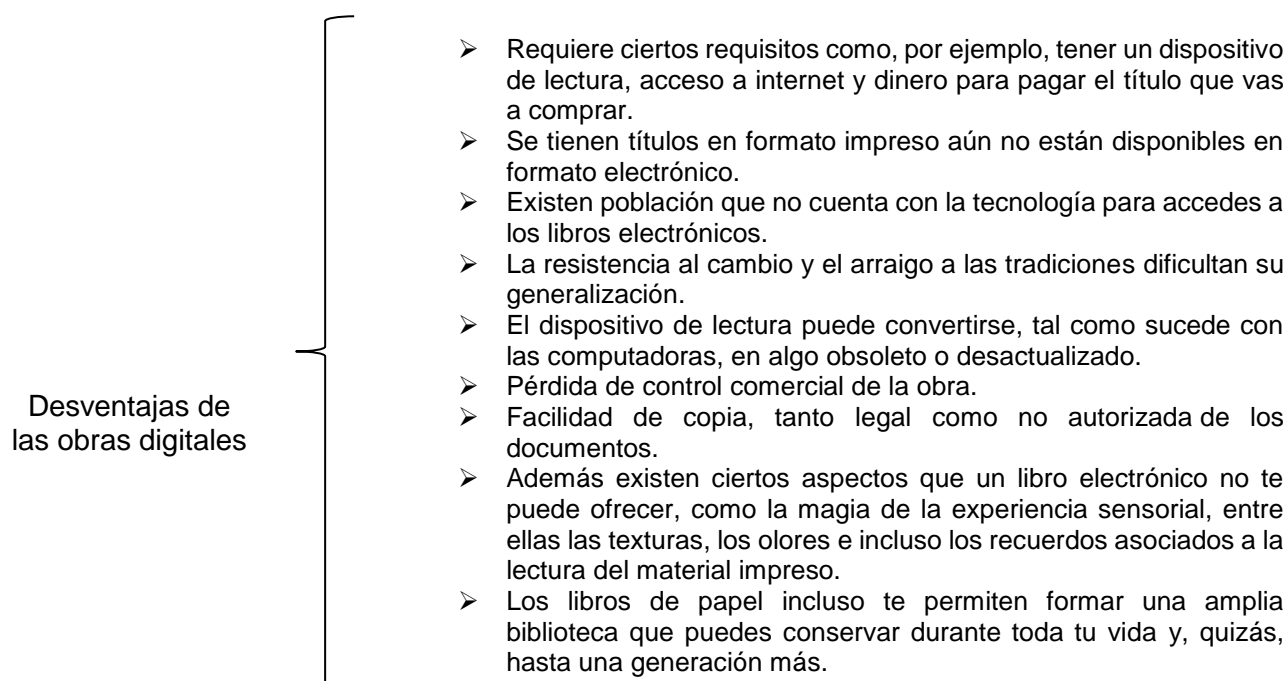 Desventajas de
las obras digitales
➢ Requiere ciertos requisitos como, por ejemplo, tener un dispositivo
de lectura, acceso a internet y dinero para pagar el título que vas
a comprar.
➢ Se tienen títulos en formato impreso aún no están disponibles en
formato electrónico.
➢ Existen población que no cuenta con la tecnología para accedes a
los libros electrónicos.
➢ La resistencia al cambio y el arraigo a las tradiciones dificultan su
generalización.
➢ El dispositivo de lectura puede convertirse, tal como sucede con
las computadoras, en algo obsoleto o desactualizado.
➢ Pérdida de control comercial de la obra.
➢ Facilidad de copia, tanto legal como no autorizada de los
documentos.
➢ Además existen ciertos aspectos que un libro electrónico no te
puede ofrecer, como la magia de la experiencia sensorial, entre
ellas las texturas, los olores e incluso los recuerdos asociados a la
lectura del material impreso.
➢ Los libros de papel incluso te permiten formar una amplia
biblioteca que puedes conservar durante toda tu vida y, quizás,
hasta una generación más.